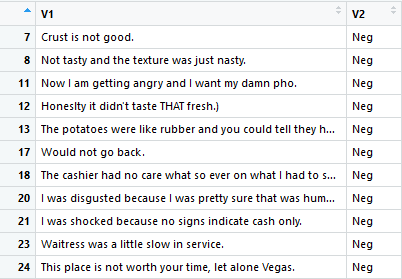 V1 V2
7 Crust is not good. Neg
8 Not tasty and the texture was just nasty. Neg
11 Now I am getting angry and I want my damn pho. Neg
12 Honeslty it didn't taste THAT fresh.) Neg
13 The potatoes were like rubber and you could tell they h... Neg
17 Would not go back. Neg
18 The cashier had no care what so ever on what I had to s... Neg
20 I was disgusted because I was pretty sure that was hum... Neg
21 I was shocked because no signs indicate cash only. Neg
23 Waitress was a little slow in service. Neg
24 This place is not worth your time, let alone Vegas. Neg